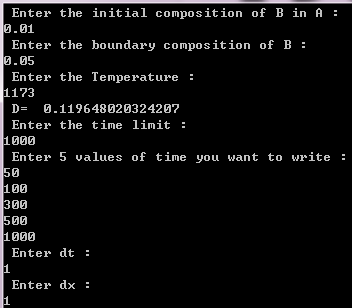 Enter the initial composition of B in A :
0.01
Enter the boundary composition of B :
0.05
Enter the Temperature :
1173
D=  0.119648020324207
Enter the time limit :
1000
Enter 5 values of time you want to write :
50
100
300
500
1000
Enter dt :
1
Enter dx :
1